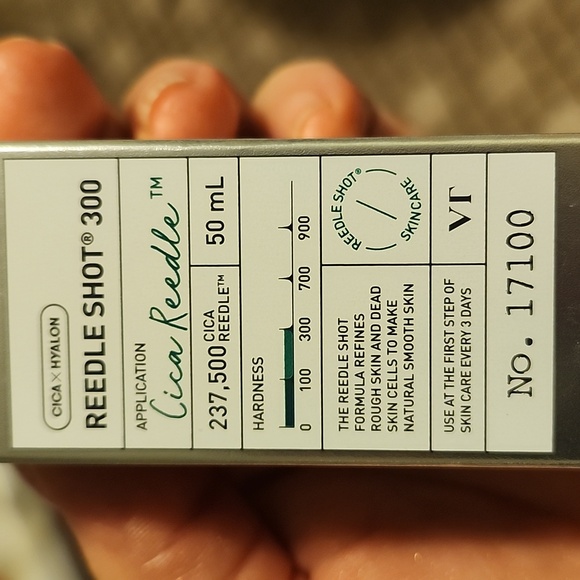 CICA × HYALON
REEDLE SHOT® 300
APPLICATION
Cica Reedle™
237,500 CICA
REEDLE™
50 mL
HARDNESS
0 100 300 700 900
THE REEDLE SHOT
FORMULA REFINES
ROUGH SKIN AND DEAD
SKIN CELLS TO MAKE
NATURAL SMOOTH SKIN
REEDLE SHOT®
SKINCARE
USE AT THE FIRST STEP OF
SKIN CARE EVERY 3 DAYS
VT
No. 17100